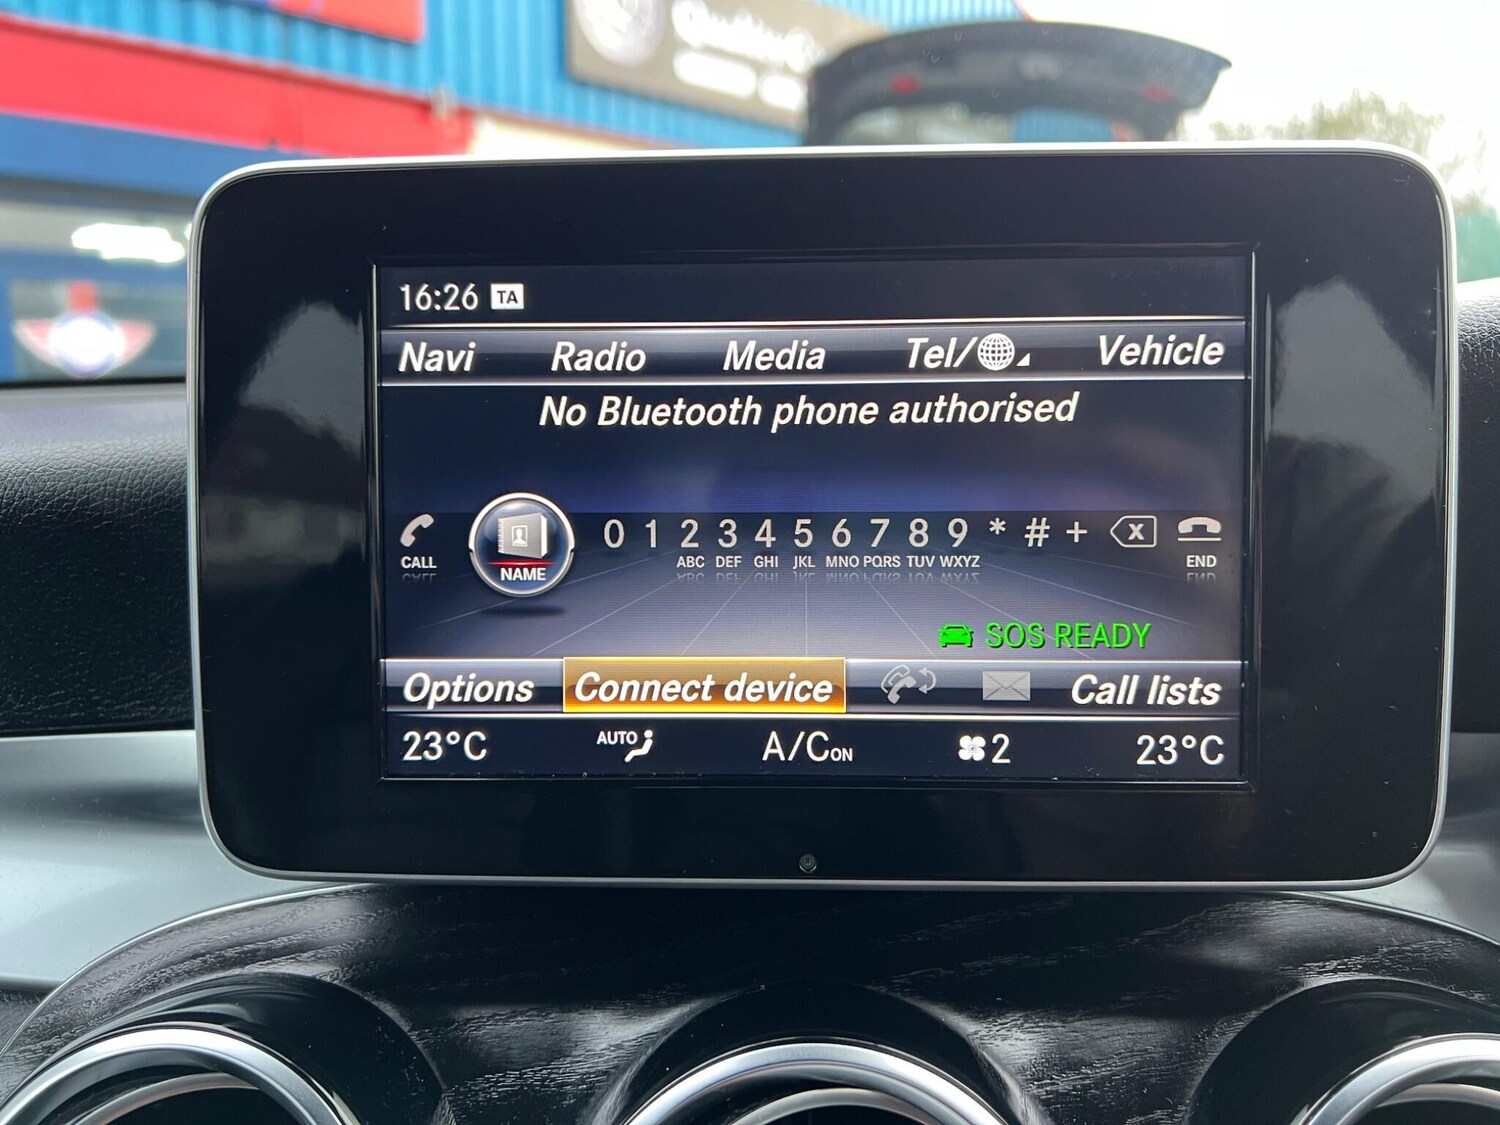 16:26 TA
Navi Radio Media Tel/ Vehicle
No Bluetooth phone authorised
0 1 2 3 4 5 6 7 8 9 * # + X
CALL NAME ABC DEF GHI JKL MNO PQRS TUV WXYZ END
SOS READY
Options Connect device Call lists
23°C AUTO A/C ON 2 23°C